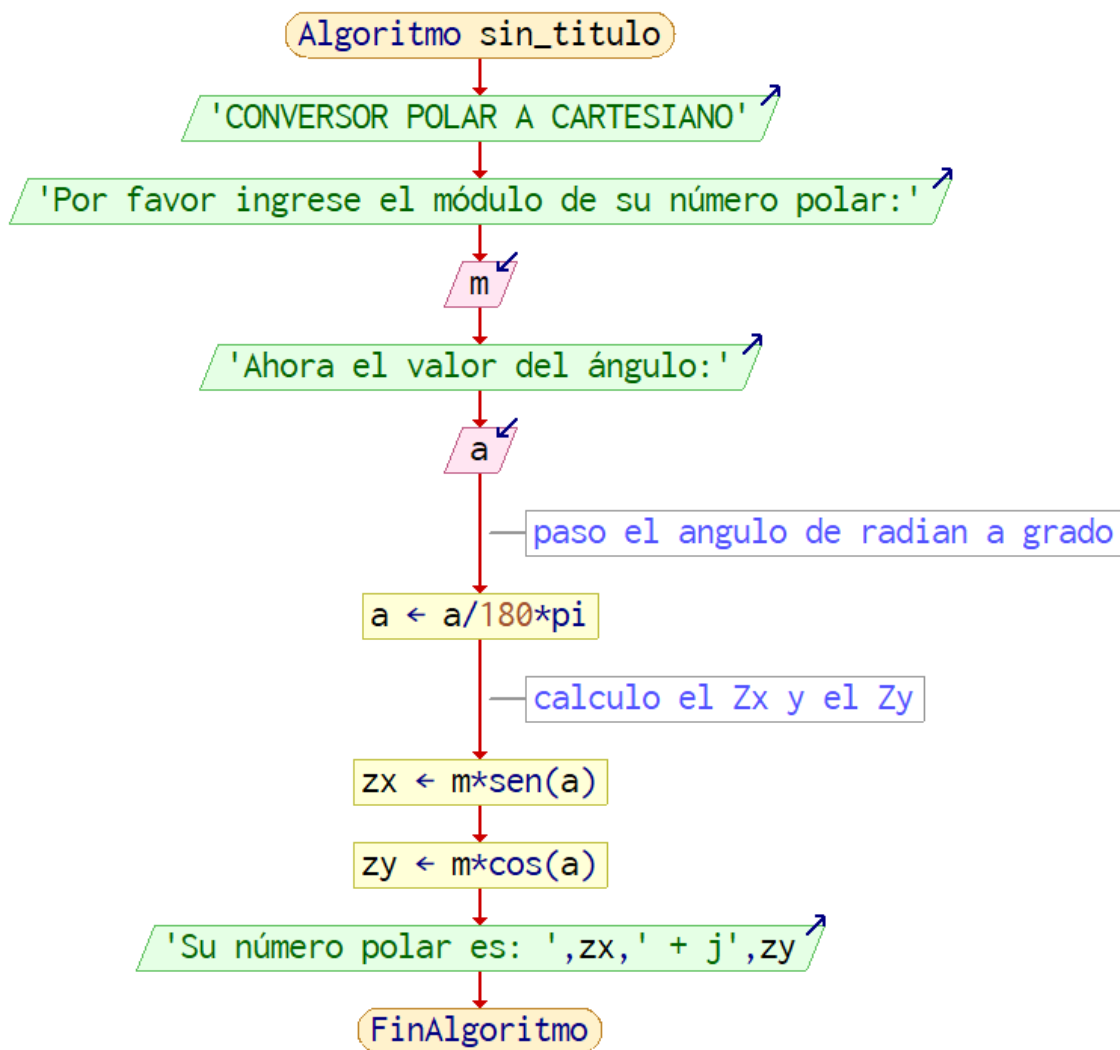 Algoritmo sin_titulo
'CONVERSOR POLAR A CARTESIANO'
'Por favor ingrese el módulo de su número polar:'
m
'Ahora el valor del ángulo:'
a
paso el angulo de radian a grado
a ← a/180*pi
calculo el Zx y el Zy
zx ← m*sen(a)
zy ← m*cos(a)
'Su número polar es: ',zx,' + j',zy
FinAlgoritmo